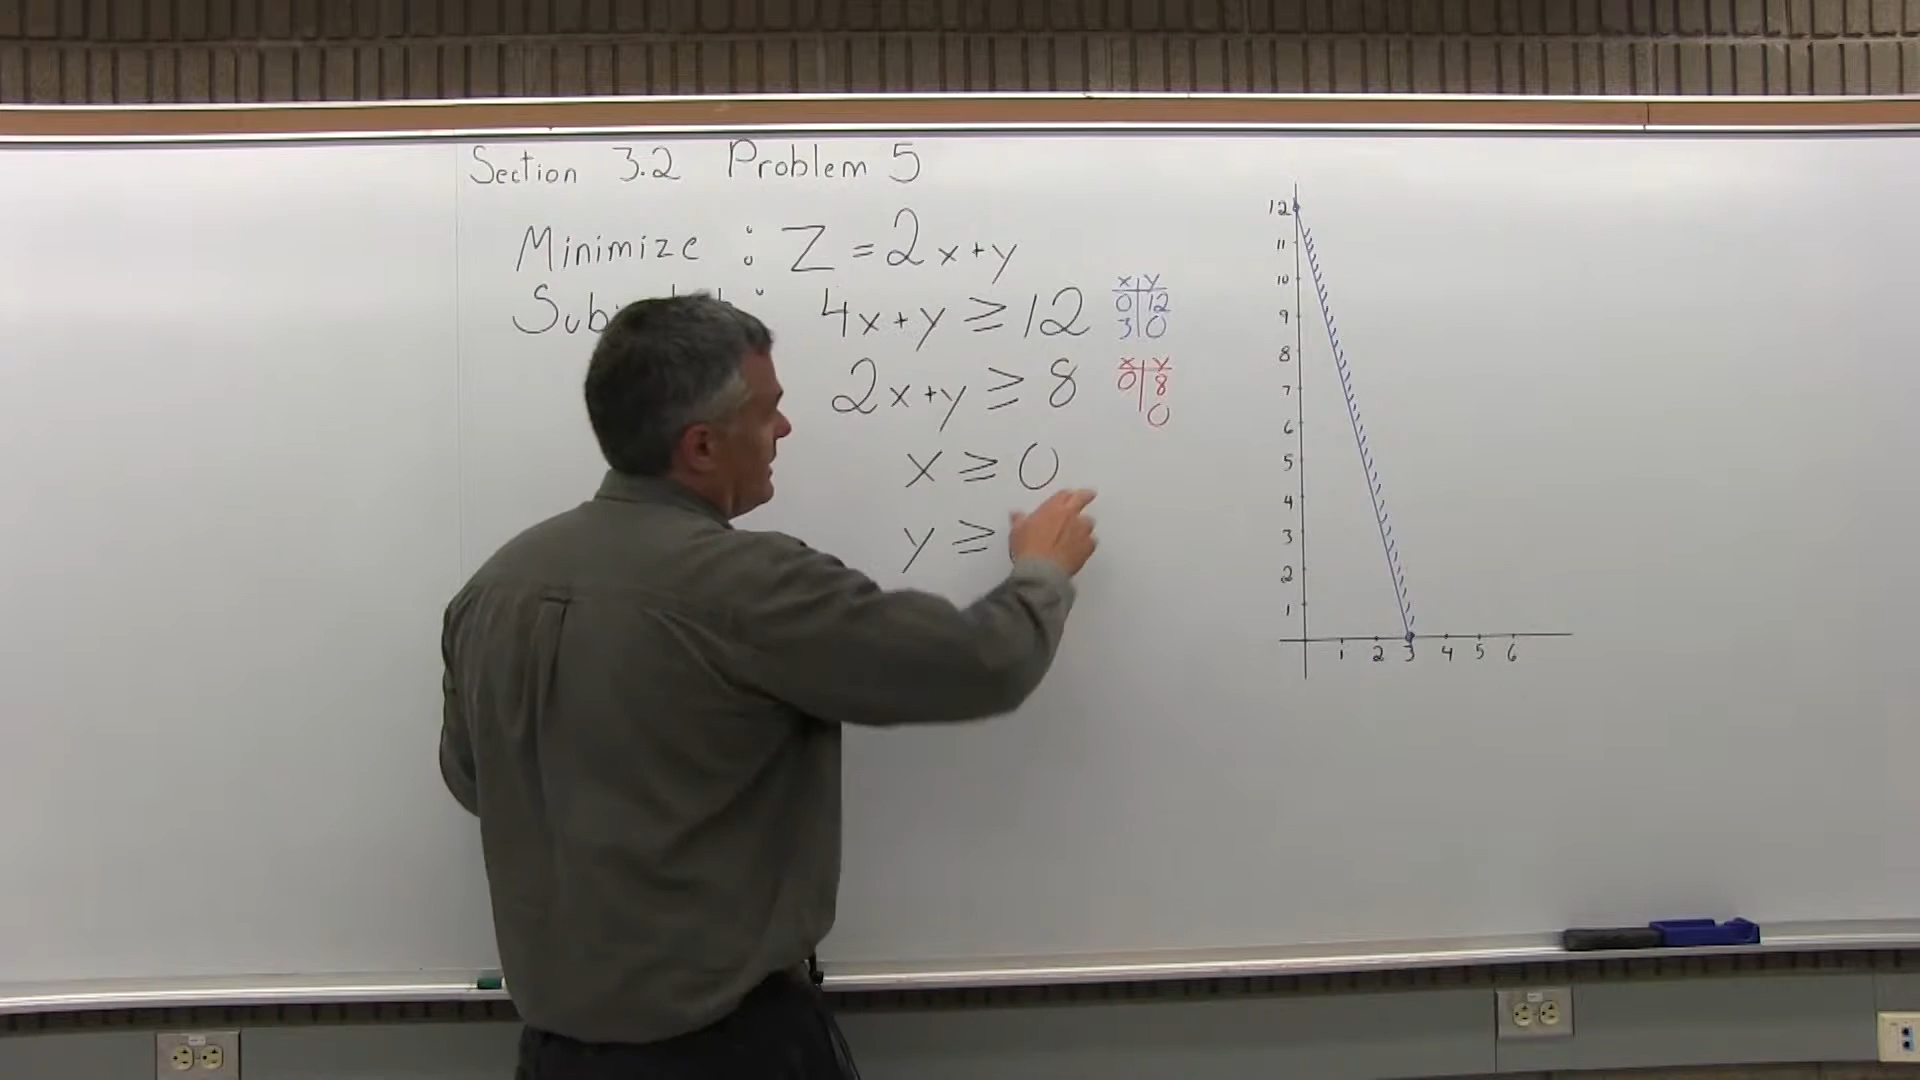 Section 3.2 Problem 5
Minimize : Z = 2x+y
4x+y ≥ 12
x y
0 12
3 0
2x+y ≥ 8
x y
0 8
0
x ≥ 0
y ≥
12
11
10
9
8
7
6
5
4
3
2
1
1 2 3 4 5 6